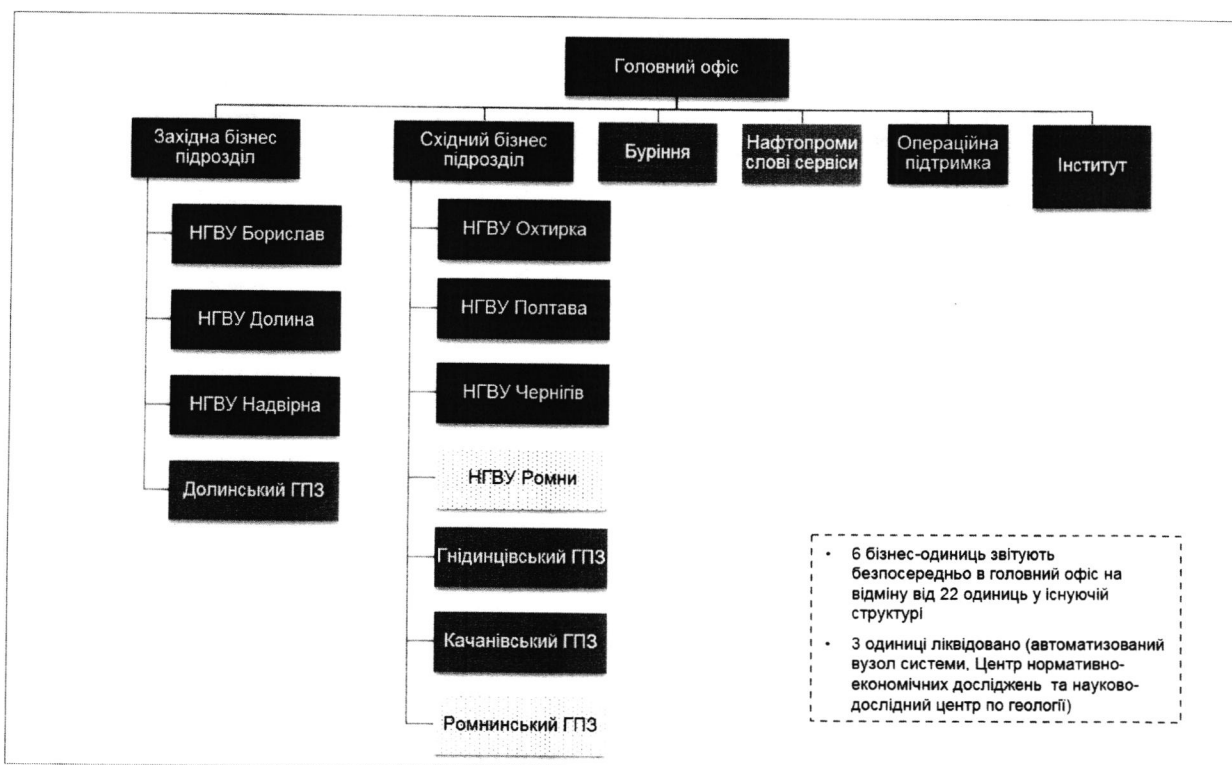 Головний офіс
Західна бізнес
підрозділ
Східний бізнес
підрозділ
Буріння
Нафтопроми
слові сервіси
Операційна
підтримка
Інститут
НГВУ Борислав
НГВУ Долина
НГВУ Надвірна
Долинський ГПЗ
НГВУ Охтирка
НГВУ Полтава
НГВУ Чернігів
НГВУ Ромни
Гнідинцівський ГПЗ
Качанівський ГПЗ
Ромнинський ГПЗ
• 6 бізнес-одиниць звітують
безпосередньо в головний офіс на
відміну від 22 одиниць у існуючій
структурі
• 3 одиниці ліквідовано (автоматизований
вузол системи, Центр нормативно-
економічних досліджень та науково-
дослідний центр по геології)